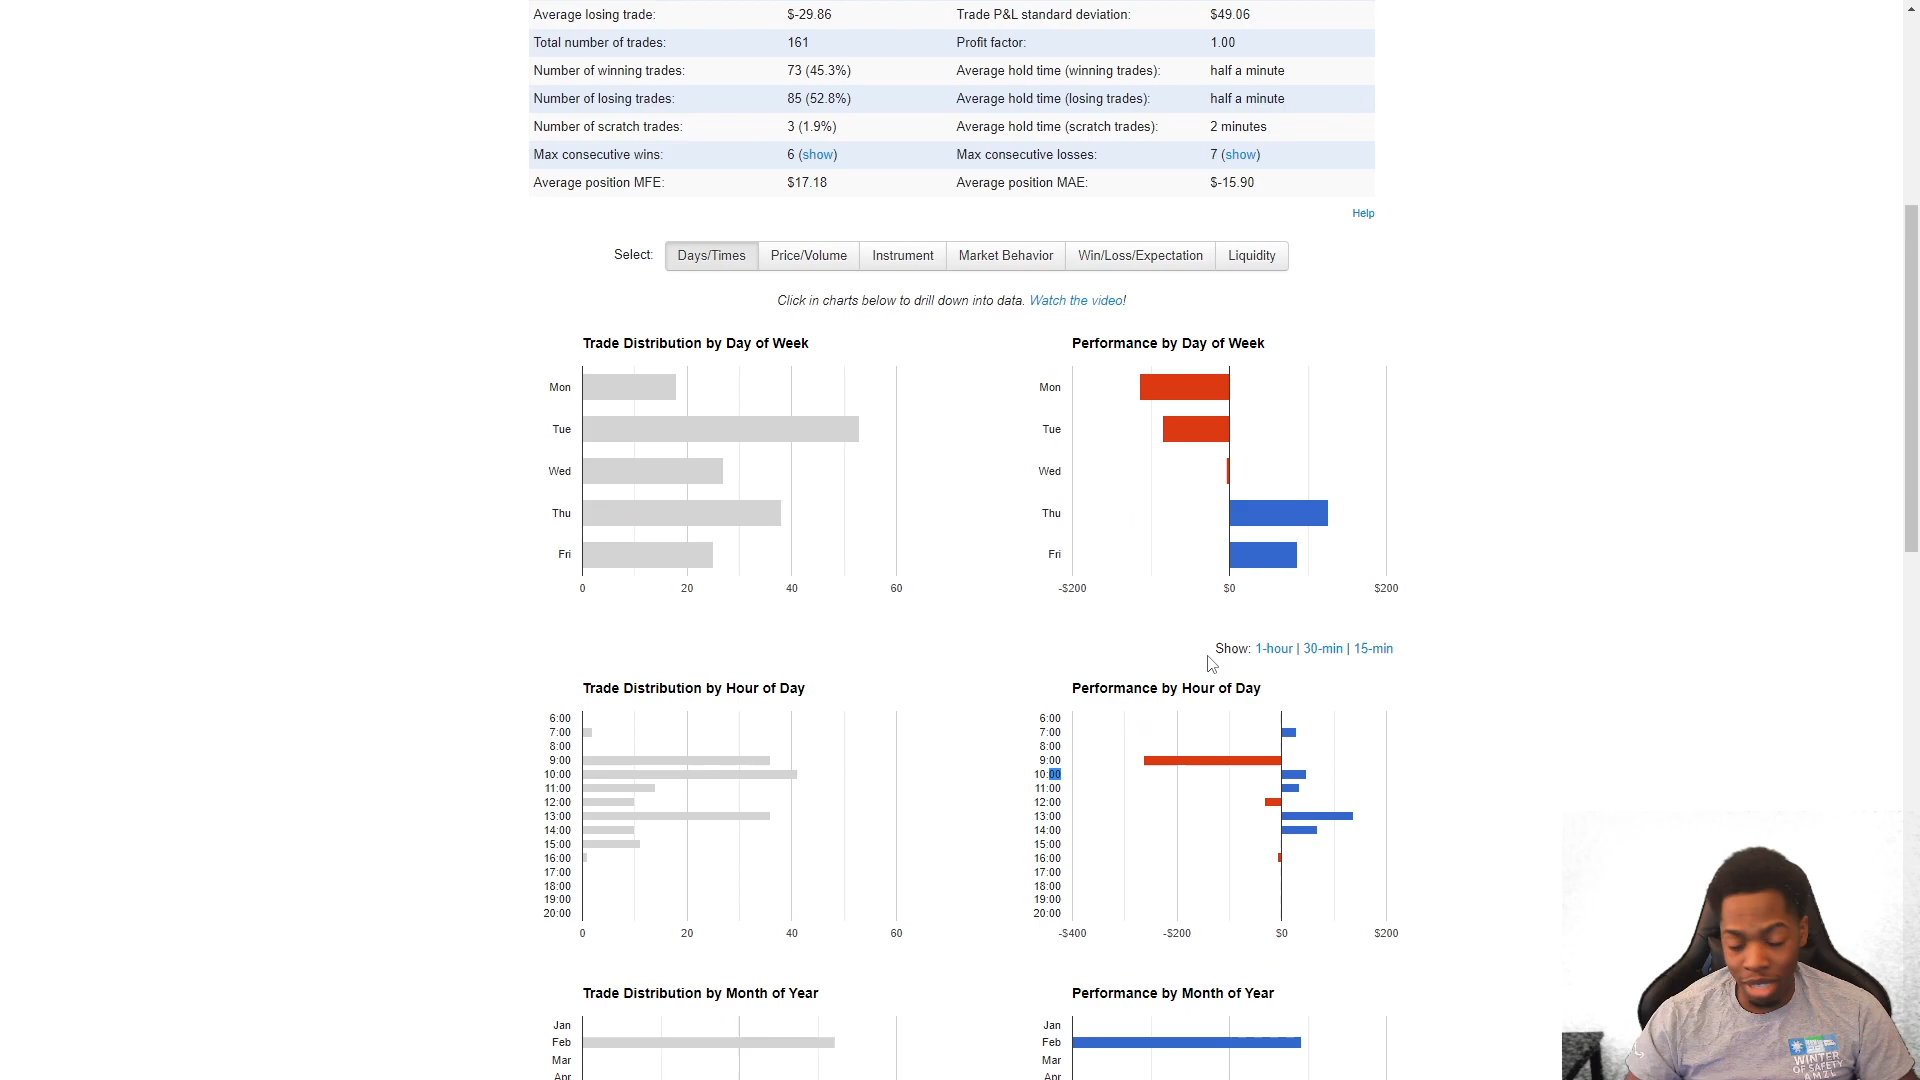 Average losing trade: $-29.86 Trade P&L standard deviation: $49.06
Total number of trades: 161 Profit factor: 1.00
Number of winning trades: 73 (45.3%) Average hold time (winning trades): half a minute
Number of losing trades: 85 (52.8%) Average hold time (losing trades): half a minute
Number of scratch trades: 3 (1.9%) Average hold time (scratch trades): 2 minutes
Max consecutive wins: 6 (show) Max consecutive losses: 7 (show)
Average position MFE: $17.18 Average position MAE: $-15.90
Help
Select: Days/Times Price/Volume Instrument Market Behavior Win/Loss/Expectation Liquidity
Click in charts below to drill down into data. Watch the video!
Trade Distribution by Day of Week
Mon
Tue
Wed
Thu
Fri
0 20 40 60
Performance by Day of Week
Mon
Tue
Wed
Thu
Fri
-$200 $0 $200
Show: 1-hour | 30-min | 15-min
Trade Distribution by Hour of Day
6:00
7:00
8:00
9:00
10:00
11:00
12:00
13:00
14:00
15:00
16:00
17:00
18:00
19:00
20:00
0 20 40 60
Performance by Hour of Day
6:00
7:00
8:00
9:00
10:00
11:00
12:00
13:00
14:00
15:00
16:00
17:00
18:00
19:00
20:00
-$400 -$200 $0 $200
Trade Distribution by Month of Year
Jan
Feb
Mar
Apr
Performance by Month of Year
Jan
Feb
Mar
Apr
WINTER
OF SAFETY
AMZL